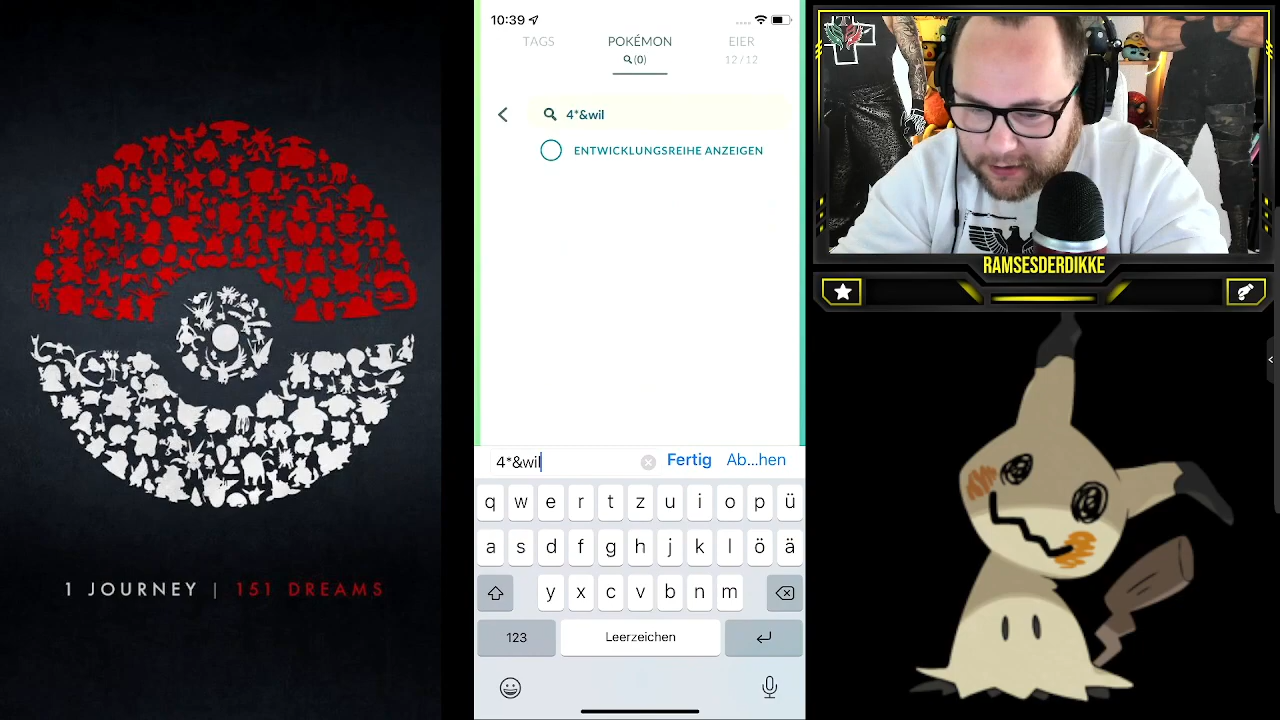 1 JOURNEY | 151 DREAMS
10:39
TAGS
POKÉMON
EIER
(0)
12 / 12
4*&wil
ENTWICKLUNGSREIHE ANZEIGEN
4*&wil
Fertig
Ab...hen
q w e r t z u i o p ü
a s d f g h j k l ö ä
y x c v b n m
123
Leerzeichen
RAMSESDERDIKKE